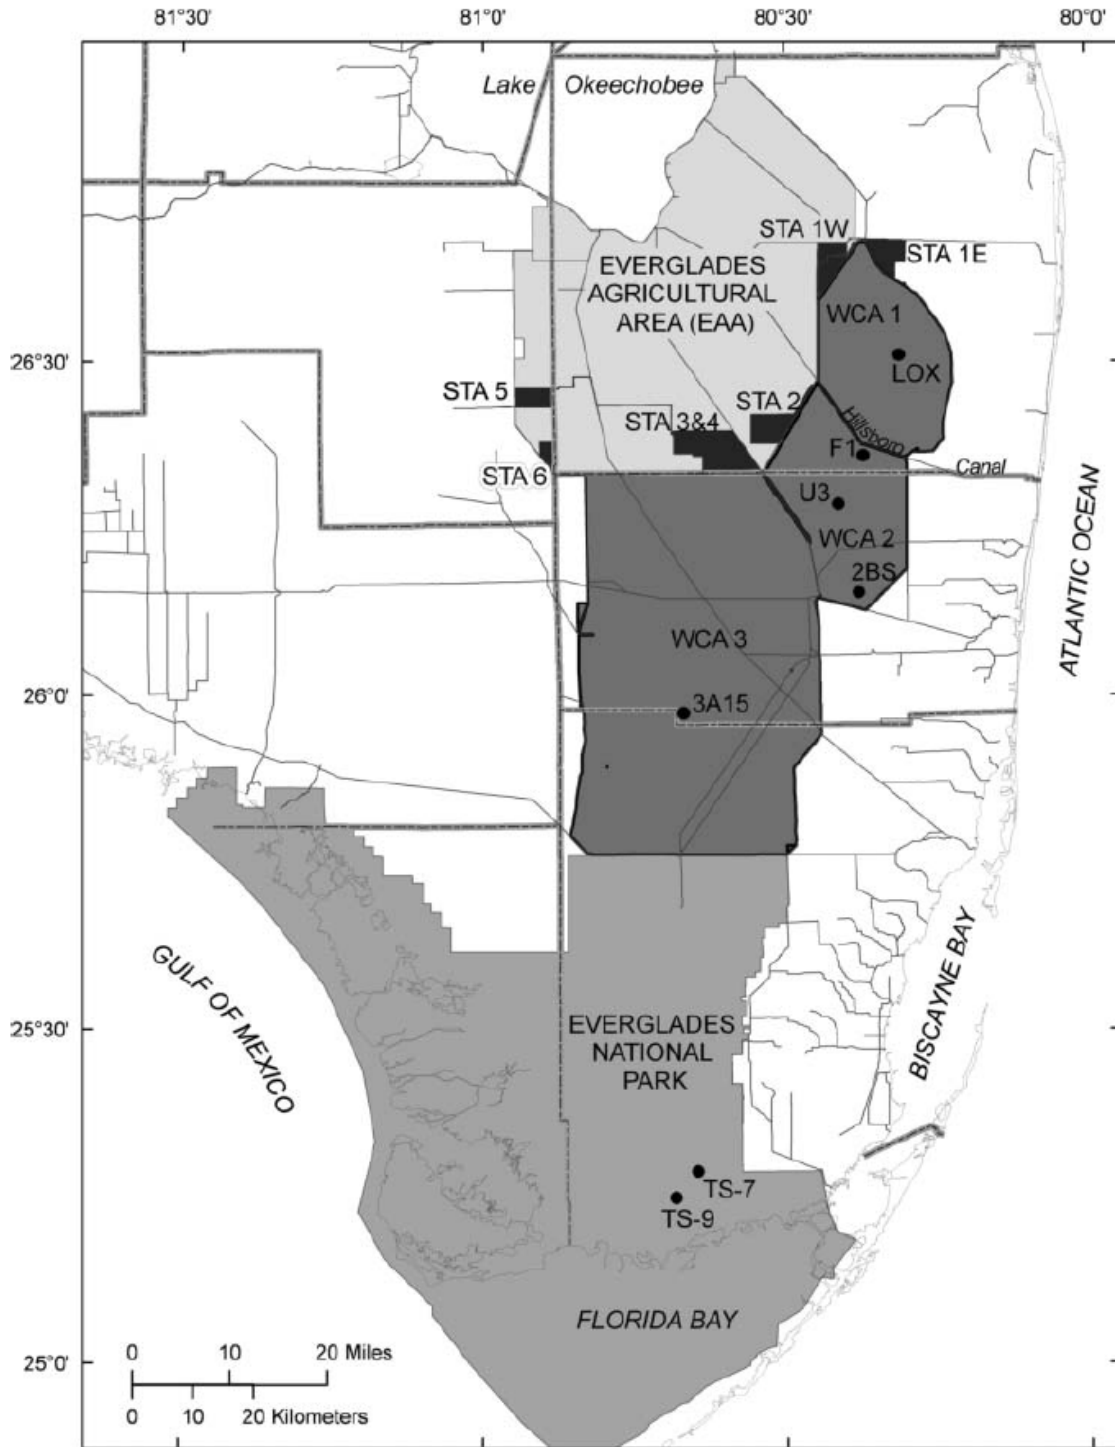 81°30' 81°0' 80°30' 80°0'
Lake Okeechobee
STA 1W
STA 1E
EVERGLADES
AGRICULTURAL
AREA (EAA)
WCA 1
26°30'
LOX
STA 5
STA 2
STA 3&4
Hillsboro
F1
Canal
STA 6
U3
WCA 2
2BS
ATLANTIC OCEAN
WCA 3
26°0'
3A15
GULF OF MEXICO
BISCAYNE BAY
25°30'
EVERGLADES
NATIONAL
PARK
TS-7
TS-9
FLORIDA BAY
0 10 20 Miles
25°0'
0 10 20 Kilometers